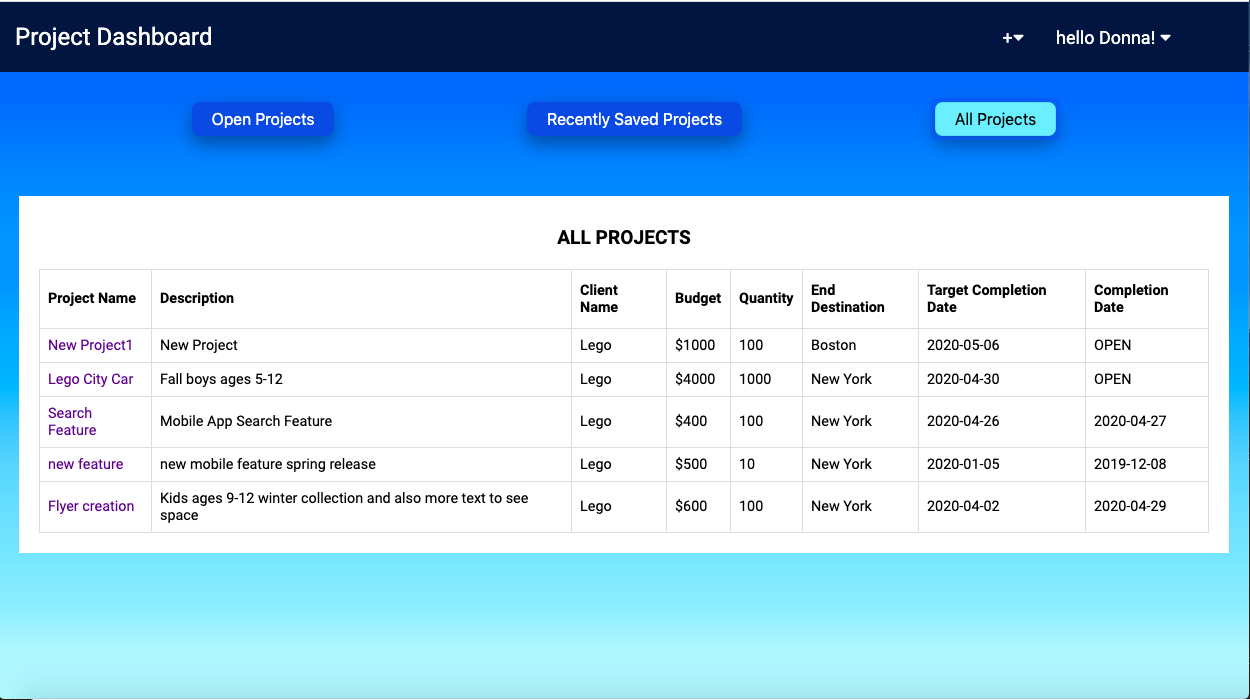 Project Dashboard
+
hello Donna!
Open Projects
Recently Saved Projects
All Projects
ALL PROJECTS
Project Name Description Client Name Budget Quantity End Destination Target Completion Date Completion Date
New Project1 New Project Lego $1000 100 Boston 2020-05-06 OPEN
Lego City Car Fall boys ages 5-12 Lego $4000 1000 New York 2020-04-30 OPEN
Search Feature Mobile App Search Feature Lego $400 100 New York 2020-04-26 2020-04-27
new feature new mobile feature spring release Lego $500 10 New York 2020-01-05 2019-12-08
Flyer creation Kids ages 9-12 winter collection and also more text to see space Lego $600 100 New York 2020-04-02 2020-04-29